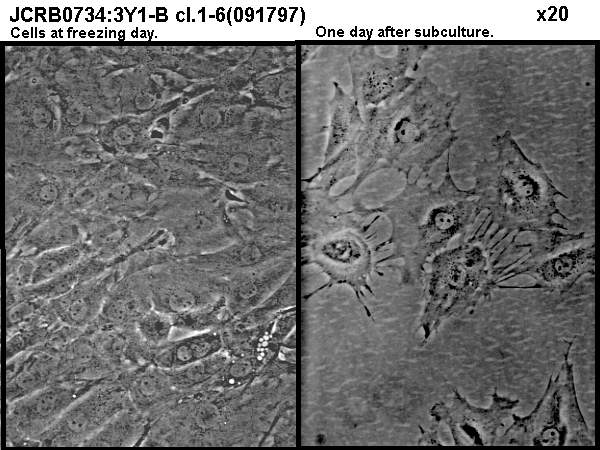 JCRB0734:3Y1-B cl.1-6(091797) x20
Cells at freezing day. One day after subculture.